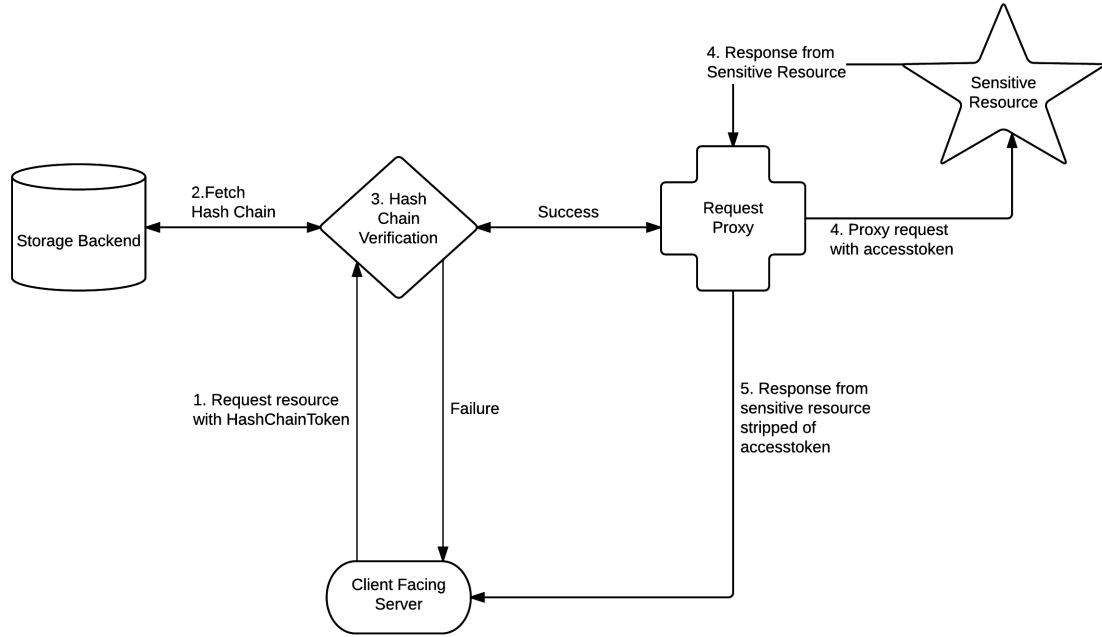 4. Response from
Sensitive Resource
Sensitive
Resource
2.Fetch
Hash Chain
3. Hash
Chain
Verification
Success
Request
Proxy
Storage Backend
4. Proxy request
with accesstoken
1. Request resource
with HashChainToken
Failure
5. Response from
sensitive resource
stripped of
accesstoken
Client Facing
Server